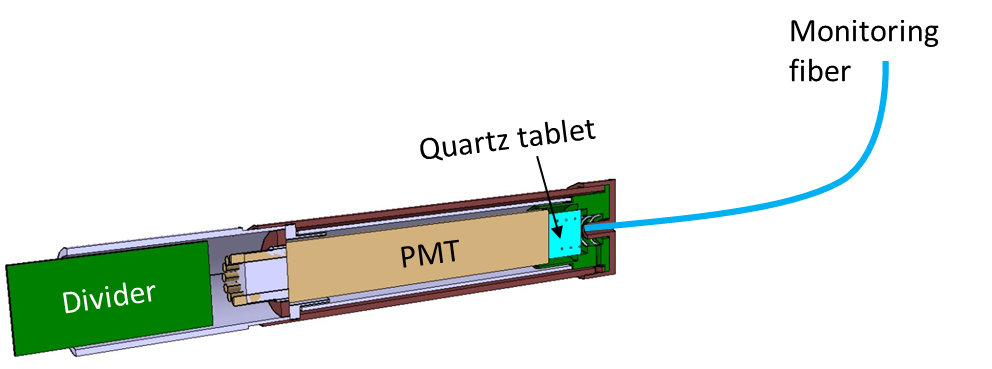 Monitoring
fiber
Quartz tablet
PMT
Divider